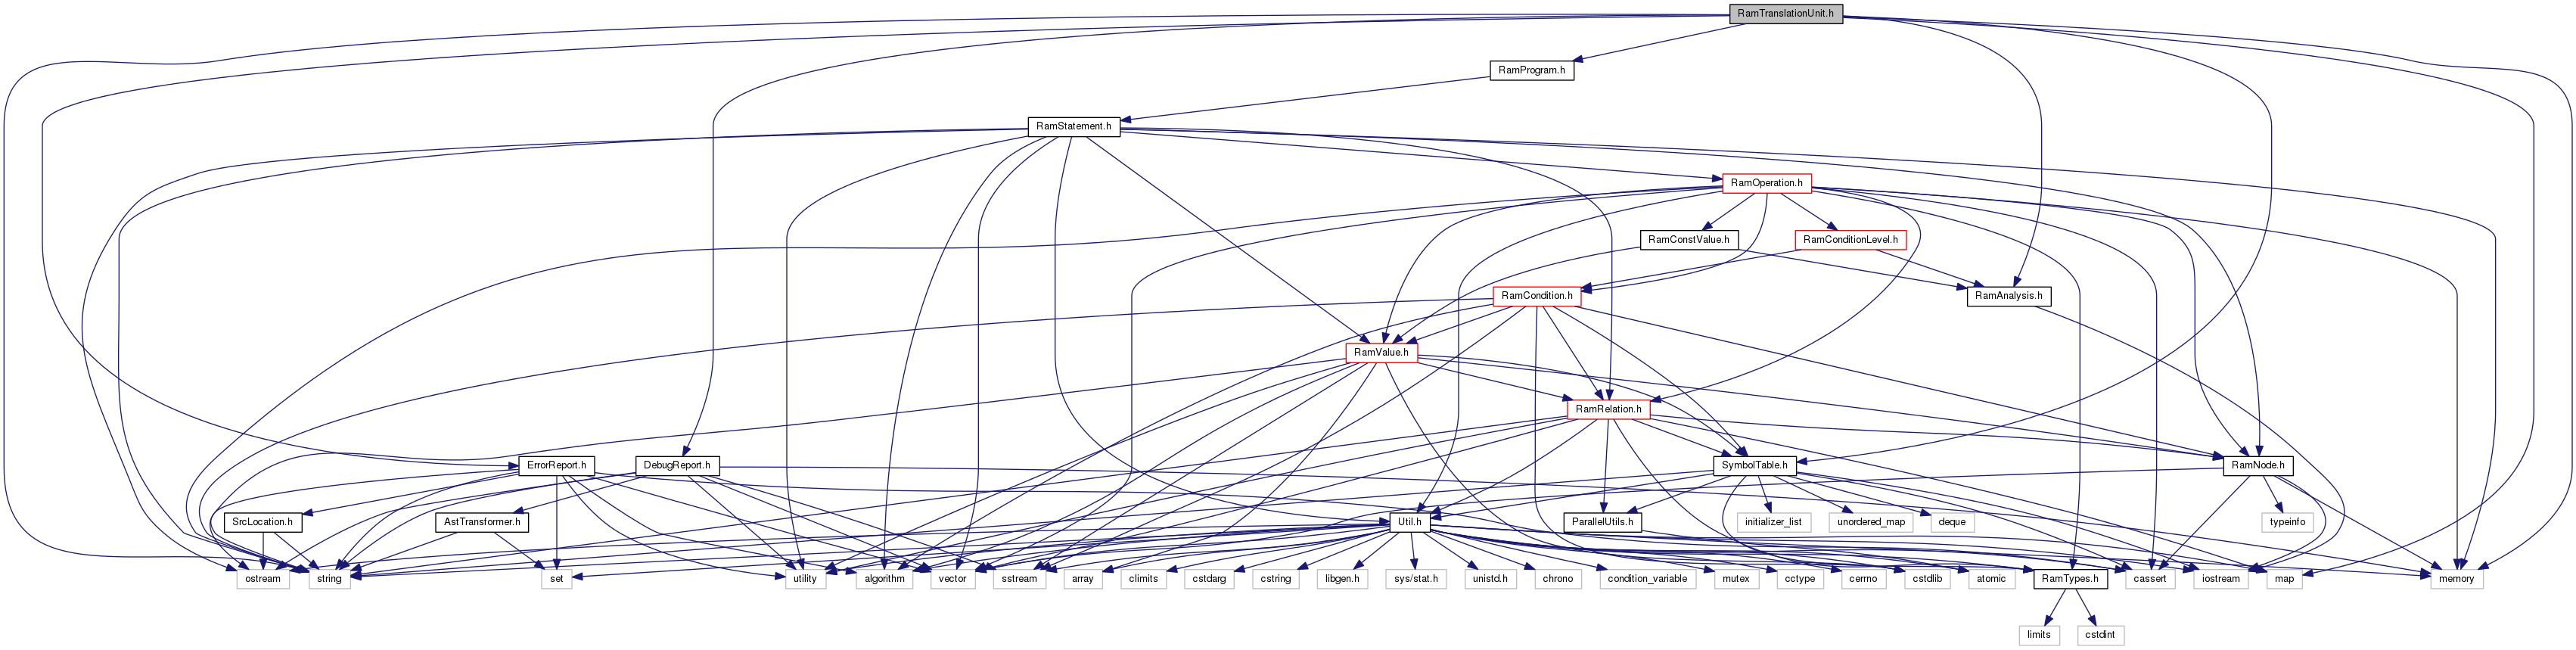 RamTranslationUnit.h
RamProgram.h
RamStatement.h
RamOperation.h
RamConstValue.h
RamConditionLevel.h
RamCondition.h
RamAnalysis.h
RamValue.h
RamRelation.h
ErrorReport.h
DebugReport.h
SymbolTable.h
RamNode.h
SrcLocation.h
AstTransformer.h
Util.h
ParallelUtils.h
initializer_list
unordered_map
deque
typeinfo
ostream
string
set
utility
algorithm
vector
sstream
array
climits
cstdarg
cstring
libgen.h
sys/stat.h
unistd.h
chrono
condition_variable
mutex
cctype
cerrno
cstdlib
atomic
RamTypes.h
cassert
iostream
map
memory
limits
cstdint